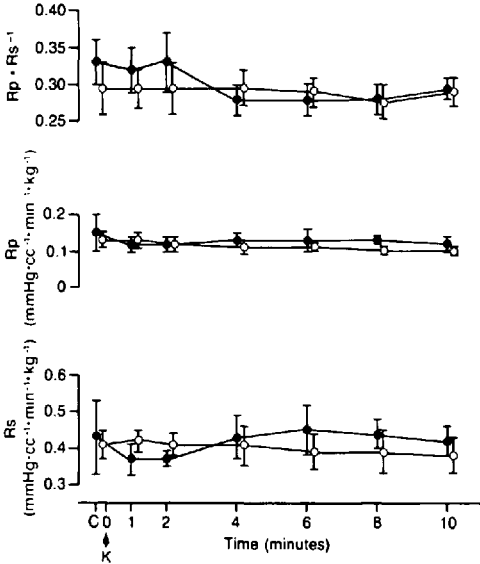 Rp • Rs⁻¹
0.40
0.35
0.30
0.25
Rp
(mmHg•cc⁻¹•min⁻¹•kg⁻¹)
0.2
0.1
0
Rs
(mmHg•cc⁻¹•min⁻¹•kg⁻¹)
0.6
0.5
0.4
0.3
C 0 1 2 4 6 8 10
K
Time (minutes)